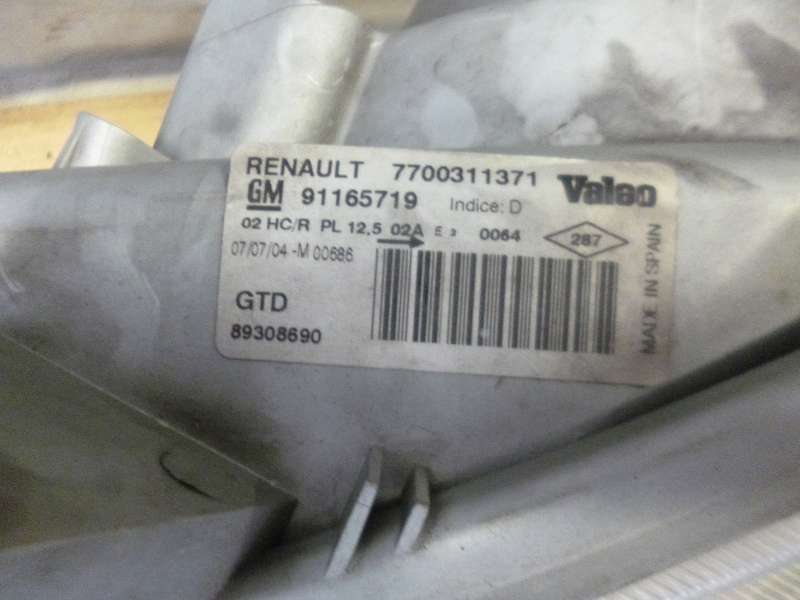 RENAULT 7700311371 Valeo
GM 91165719 Indice: D
02 HC/R PL 12,5 02A E 2 0064 287
07/07/04 -M 00686
GTD
89308690
MADE IN SPAIN